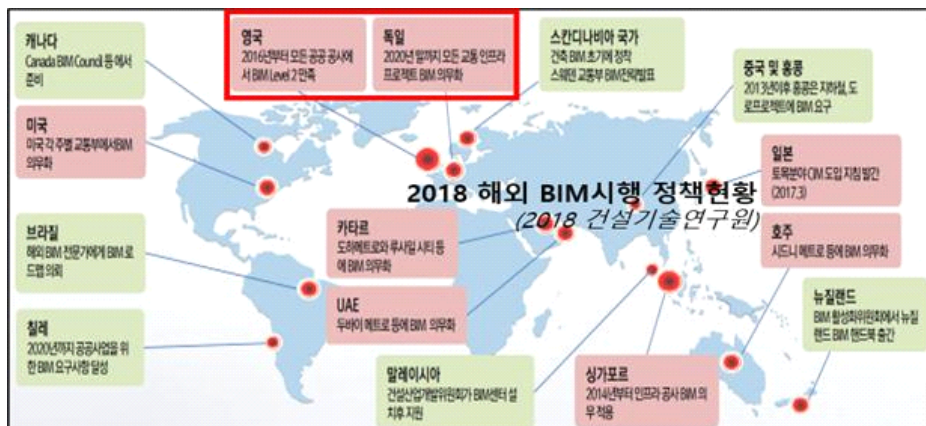 캐나다
Canada BIM Council 등에서
준비
영국
2016년부터 모든 공공 공사에
서 BIM Level 2 만족
독일
2020년 말까지 모든 교통 인프라
프로젝트 BIM 의무화
스칸디나비아 국가
건축 BIM 초기에 정착
스웨덴 교통부 BIM전략발표
중국 및 홍콩
2013년이후 홍콩은 지하철, 도
로프로젝트에 BIM 요구
미국
미국 각 주별 교통부에서 BIM
의무화
일본
토목분야 CIM 도입 지침 발간
(2017.3)
2018 해외 BIM시행 정책현황
(2018 건설기술연구원)
브라질
해외 BIM 전문가에게 BIM 로
드맵 의뢰
카타르
도하메트로와 루사일 시티 등
에 BIM 의무화
호주
시드니 메트로 등에 BIM 의무화
UAE
두바이 메트로 등에 BIM 의무화
뉴질랜드
BIM 활성화위원회에서 뉴질
랜드 BIM 핸드북 출간
칠레
2020년까지 공공사업을 위
한 BIM 요구사항 달성
말레이시아
건설산업개발위원회가 BIM센터 설
치후 지원
싱가포르
2014년부터 인프라 공사 BIM 의
무 적용